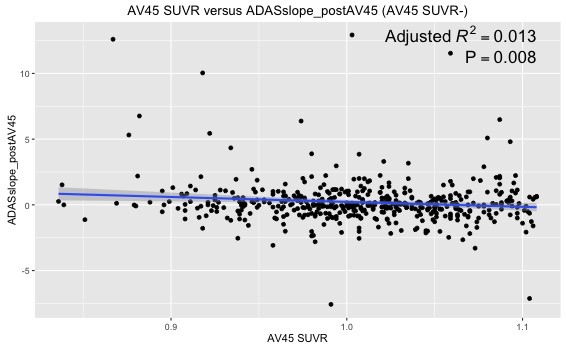 AV45 SUVR versus ADASslope_postAV45 (AV45 SUVR-)
Adjusted R² = 0.013
P = 0.008
10
5
0
-5
ADASslope_postAV45
0.9
1.0
1.1
AV45 SUVR